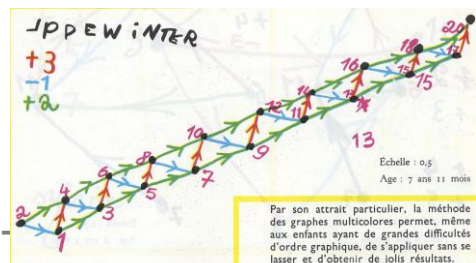 JPPEWINTER
+3
-1
+2
20
18
16
14
12
10
8
6
4
2
1
3
5
7
9
11
13
15
17
Échelle : 0,5
Age : 7 ans 11 mois
Par son attrait particulier, la méthode
des graphes multicolores permet, même
aux enfants ayant de grandes difficultés
d'ordre graphique, de s'appliquer sans se
lasser et d'obtenir de jolis résultats.